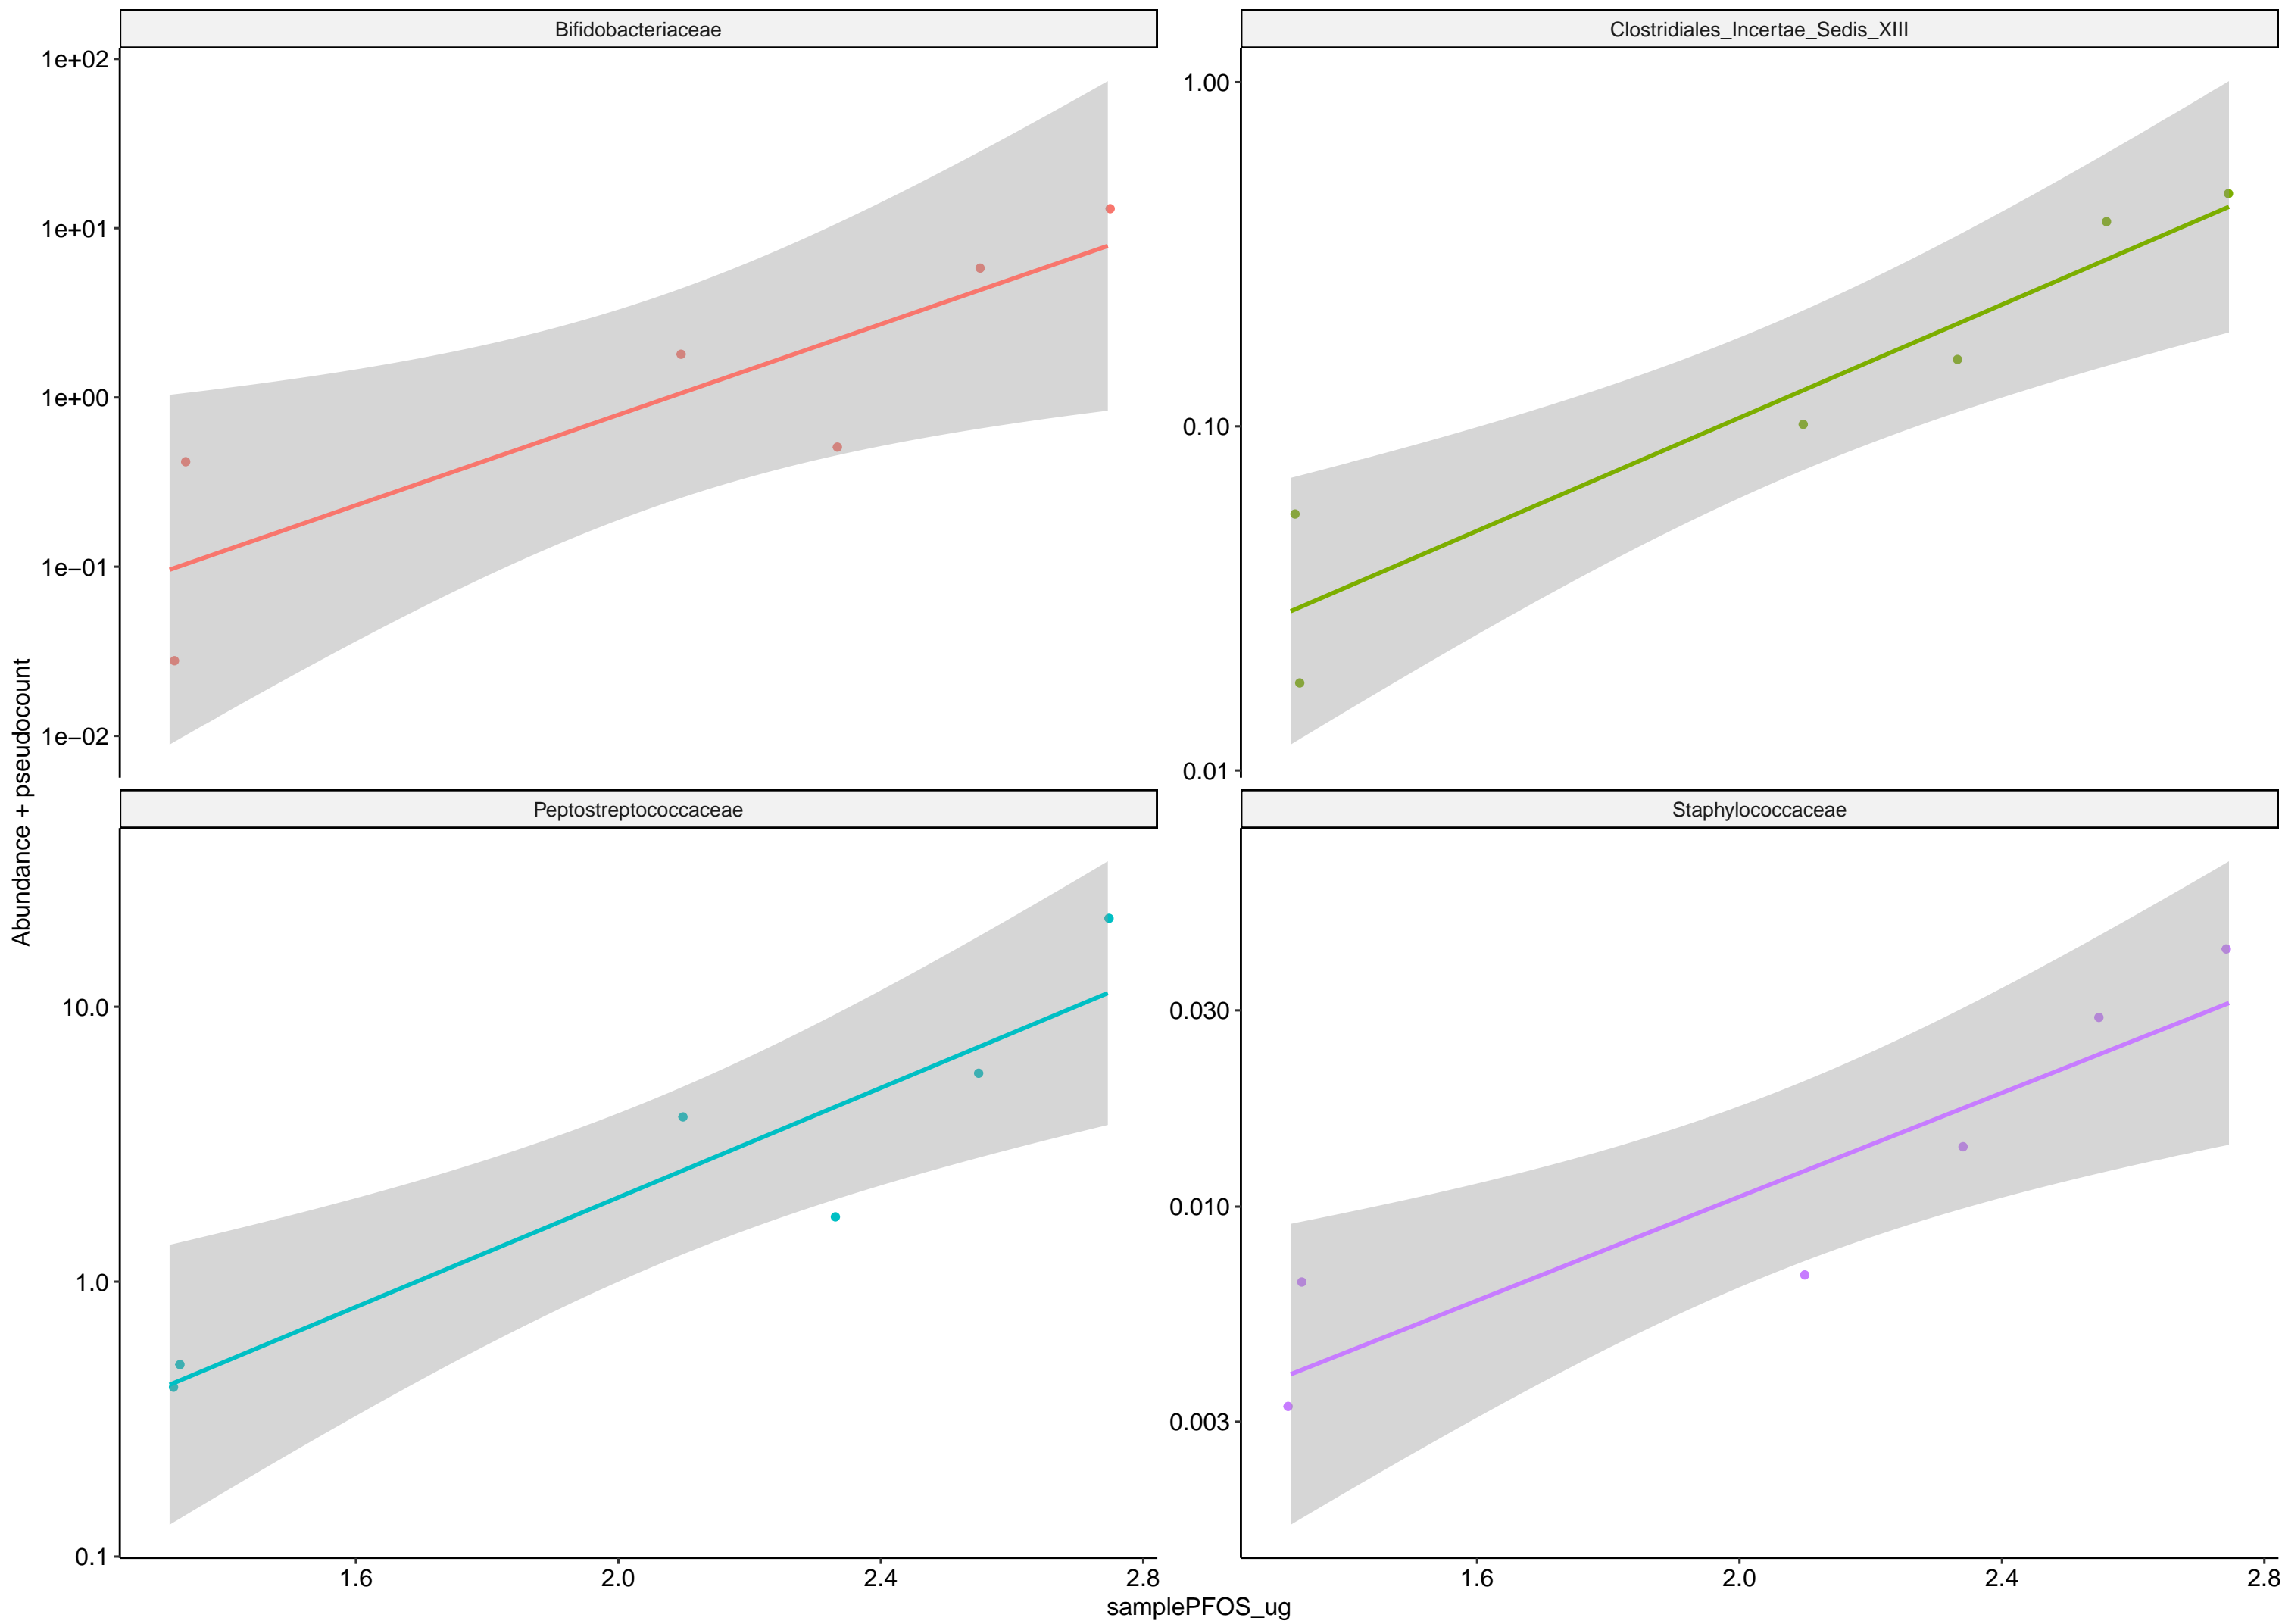 Bifidobacteriaceae
Clostridiales_Incertae_Sedis_XIII
1e+02
1e+01
1e+00
1e−01
1e−02
1.00
0.10
0.01
Peptostreptococcaceae
Staphylococcaceae
10.0
1.0
0.1
0.030
0.010
0.003
1.6 2.0 2.4 2.8
1.6 2.0 2.4 2.8
samplePFOS_ug
Abundance + pseudocount